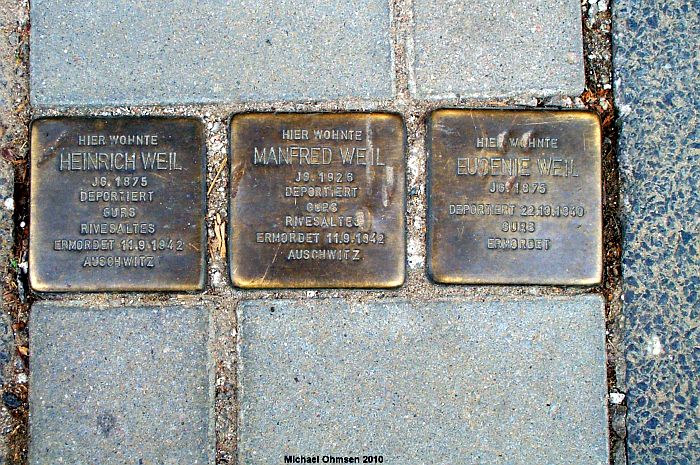 HIER WOHNTE
HEINRICH WEIL
JG. 1875
DEPORTIERT
GURS
RIVESALTES
ERMORDET 11.9.1942
AUSCHWITZ
HIER WOHNTE
MANFRED WEIL
JG. 1926
DEPORTIERT
GURS
RIVESALTES
ERMORDET 11.9.1942
AUSCHWITZ
HIER WOHNTE
EUGENIE WEIL
JG. 1875
DEPORTIERT 22.10.1940
GURS
ERMORDET
Michael Ohmsen 2010